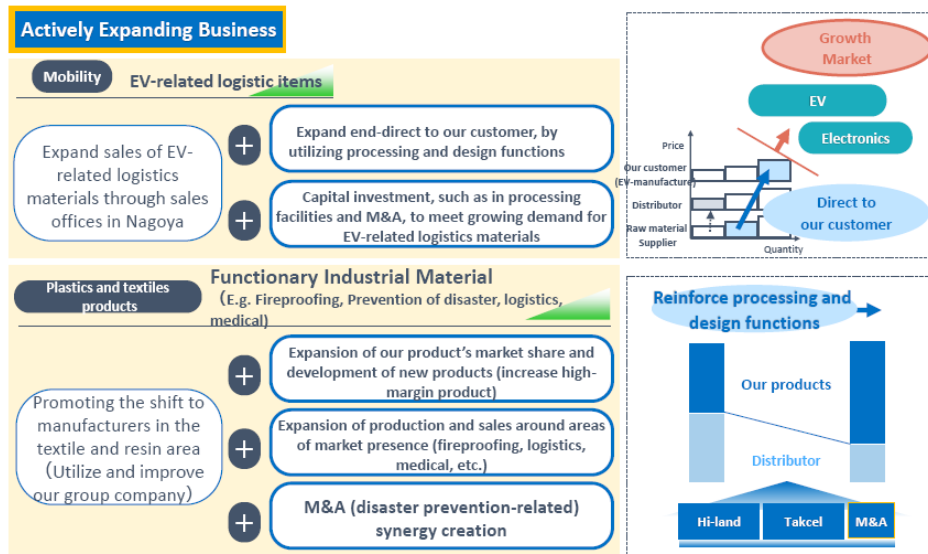 Actively Expanding Business
Mobility
EV-related logistic items
Expand sales of EV-
related logistics
materials through sales
offices in Nagoya
+
Expand end-direct to our customer, by
utilizing processing and design functions
+
Capital investment, such as in processing
facilities and M&A, to meet growing demand for
EV-related logistics materials
Growth
Market
EV
Electronics
Price
Our customer
(EV-manufacture)
Distributor
Raw material
Supplier
Quantity
Direct to
our customer
Plastics and textiles
products
Functionary Industrial Material
(E.g. Fireproofing, Prevention of disaster, logistics,
medical)
Promoting the shift to
manufacturers in the
textile and resin area
(Utilize and improve
our group company)
+
Expansion of our product's market share and
development of new products (increase high-
margin product)
+
Expansion of production and sales around areas
of market presence (fireproofing, logistics,
medical, etc.)
+
M&A (disaster prevention-related)
synergy creation
Reinforce processing and
design functions
Our products
Distributor
Hi-land
Takcel
M&A